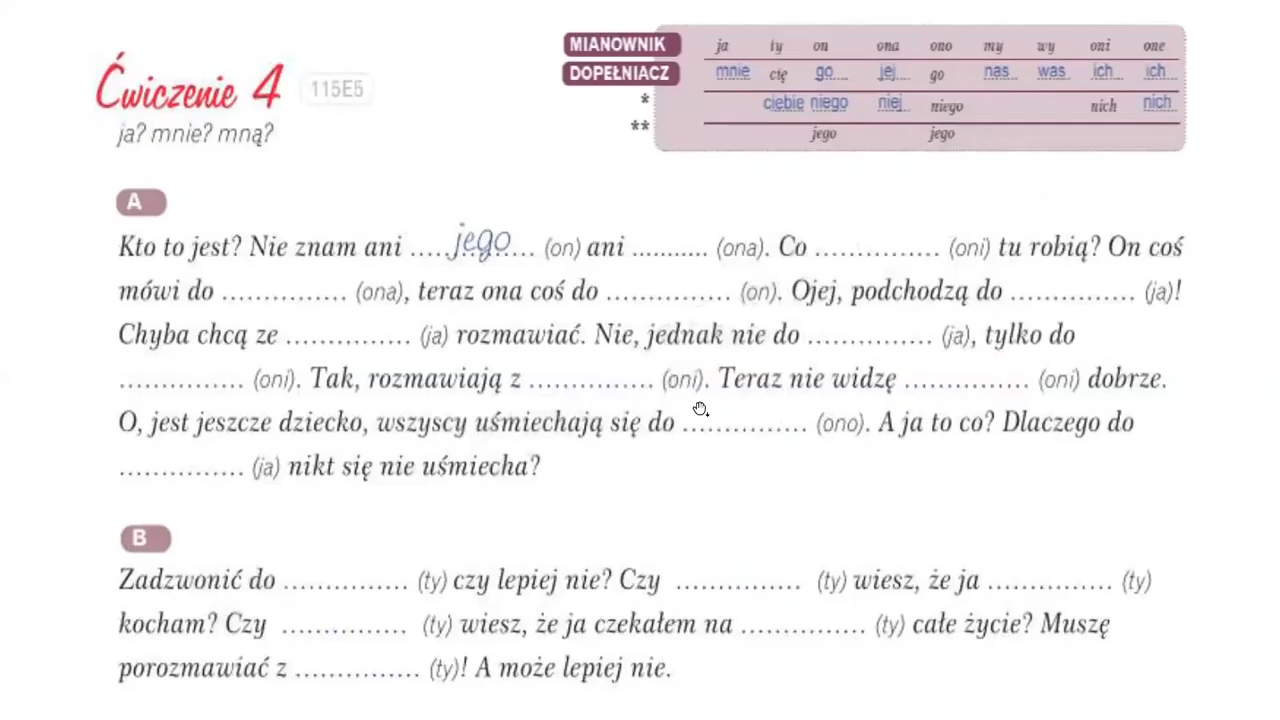 Ćwiczenie 4 115E5
ja? mnie? mną?
MIANOWNIK ja ty on ona ono my wy oni one
DOPEŁNIACZ mnie cię go jej go nas was ich ich
* ciebie niego niej niego nich nich
** jego jego
A
Kto to jest? Nie znam ani .....jego..... (on) ani ........... (ona). Co ............... (oni) tu robią? On coś
mówi do ............... (ona), teraz ona coś do ............... (on). Ojej, podchodzą do ............... (ja)!
Chyba chcą ze ............... (ja) rozmawiać. Nie, jednak nie do ............... (ja), tylko do
............... (oni). Tak, rozmawiają z ............... (oni). Teraz nie widzę ............... (oni) dobrze.
O, jest jeszcze dziecko, wszyscy uśmiechają się do ............... (ono). A ja to co? Dlaczego do
............... (ja) nikt się nie uśmiecha?
B
Zadzwonić do ............... (ty) czy lepiej nie? Czy ............... (ty) wiesz, że ja ............... (ty)
kocham? Czy ............... (ty) wiesz, że ja czekałem na ............... (ty) całe życie? Muszę
porozmawiać z ............... (ty)! A może lepiej nie.